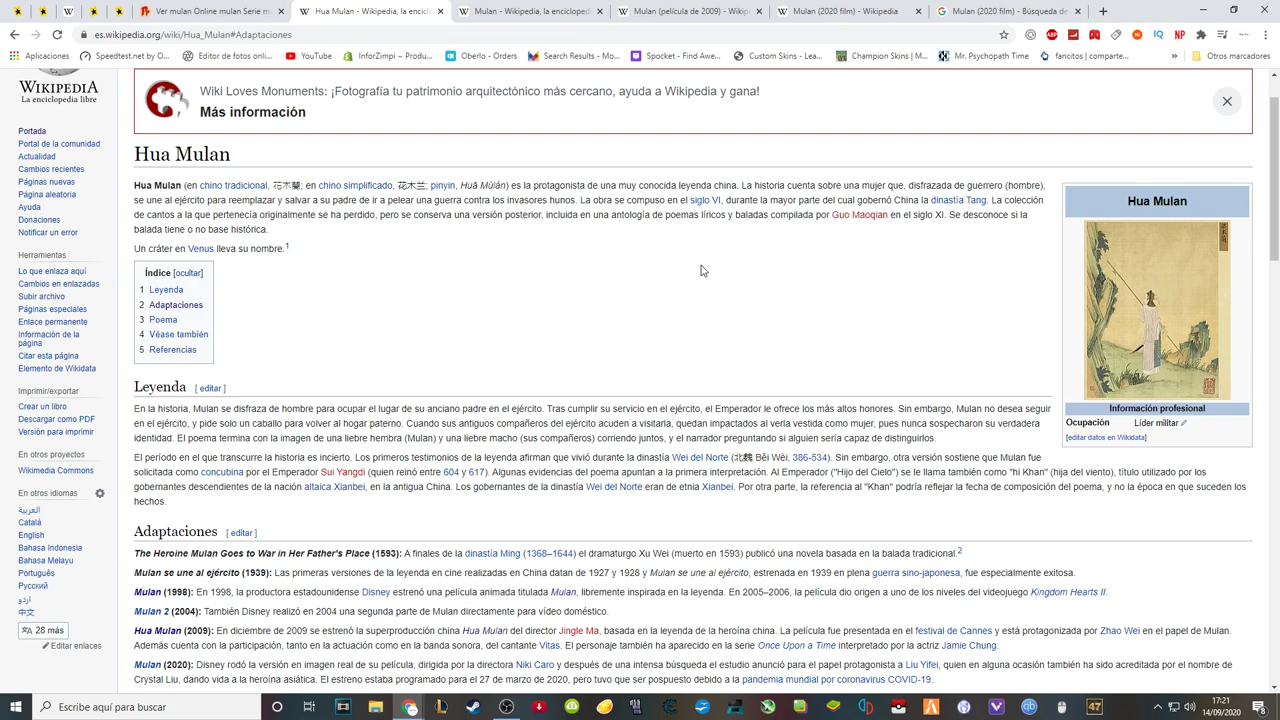 Ver mulan Online mulan Serie m
Hua Mulan - Wikipedia, la encicloped
Mulan - Wikipedia, la enciclopedi
Mulan (película de 2009) - Wikip
Mulan (2020 film) - Wikipedia
Mulan (2020 film) - Búsqueda de
es.wikipedia.org/wiki/Hua_Mulan#Adaptaciones
Aplicaciones
Speedtest.net by O...
Editor de fotos onli...
YouTube
InforZimpi ~ Produ...
Oberlo - Orders
Search Results - Mo...
Spocket - Find Awe...
Custom Skins - Lea...
Champion Skins | M...
Mr. Psychopath Time
fancitos | comparte...
Otros marcadores
WIKIPEDIA
La enciclopedia libre
Wiki Loves Monuments: ¡Fotografía tu patrimonio arquitectónico más cercano, ayuda a Wikipedia y gana!
Más información
Portada
Portal de la comunidad
Actualidad
Cambios recientes
Páginas nuevas
Página aleatoria
Ayuda
Donaciones
Notificar un error
Herramientas
Lo que enlaza aquí
Cambios en enlazadas
Subir archivo
Páginas especiales
Enlace permanente
Información de la
página
Citar esta página
Elemento de Wikidata
Imprimir/exportar
Crear un libro
Descargar como PDF
Versión para imprimir
En otros proyectos
Wikimedia Commons
En otros idiomas
العربية
Català
English
Bahasa Indonesia
Bahasa Melayu
Português
Русский
اردو
中文
28 más
Editar enlaces
Hua Mulan
Hua Mulan (en chino tradicional, 花木蘭; en chino simplificado, 花木兰; pinyin, Huā Mùlán) es la protagonista de una muy conocida leyenda china. La historia cuenta sobre una mujer que, disfrazada de guerrero (hombre),
se une al ejército para reemplazar y salvar a su padre de ir a pelear una guerra contra los invasores hunos. La obra se compuso en el siglo VI, durante la mayor parte del cual gobernó China la dinastía Tang. La colección
de cantos a la que pertenecía originalmente se ha perdido, pero se conserva una versión posterior, incluida en una antología de poemas líricos y baladas compilada por Guo Maoqian en el siglo XI. Se desconoce si la
balada tiene o no base histórica.
Un cráter en Venus lleva su nombre.1
Índice [ocultar]
1 Leyenda
2 Adaptaciones
3 Poema
4 Véase también
5 Referencias
Hua Mulan
Información profesional
Ocupación Líder militar
[editar datos en Wikidata]
Leyenda [ editar ]
En la historia, Mulan se disfraza de hombre para ocupar el lugar de su anciano padre en el ejército. Tras cumplir su servicio en el ejército, el Emperador le ofrece los más altos honores. Sin embargo, Mulan no desea seguir
en el ejército, y pide solo un caballo para volver al hogar paterno. Cuando sus antiguos compañeros del ejército acuden a visitarla, quedan impactados al verla vestida como mujer, pues nunca sospecharon su verdadera
identidad. El poema termina con la imagen de una liebre hembra (Mulan) y una liebre macho (sus compañeros) corriendo juntos, y el narrador preguntando si alguien sería capaz de distinguirlos.
El período en el que transcurre la historia es incierto. Los primeros testimonios de la leyenda afirman que vivió durante la dinastía Wei del Norte (北魏 Běi Wèi, 386-534). Sin embargo, otra versión sostiene que Mulan fue
solicitada como concubina por el Emperador Sui Yangdi (quien reinó entre 604 y 617). Algunas evidencias del poema apuntan a la primera interpretación. Al Emperador ("Hijo del Cielo") se le llama también como "hi Khan" (hija del viento), título utilizado por los
gobernantes descendientes de la nación altaica Xianbei, en la antigua China. Los gobernantes de la dinastía Wei del Norte eran de etnia Xianbei. Por otra parte, la referencia al "Khan" podría reflejar la fecha de composición del poema, y no la época en que suceden los
hechos.
Adaptaciones [ editar ]
The Heroine Mulan Goes to War in Her Father's Place (1593): A finales de la dinastía Ming (1368–1644) el dramaturgo Xu Wei (muerto en 1593) publicó una novela basada en la balada tradicional.2
Mulan se une al ejército (1939): Las primeras versiones de la leyenda en cine realizadas en China datan de 1927 y 1928 y Mulan se une al ejército, estrenada en 1939 en plena guerra sino-japonesa, fue especialmente exitosa.
Mulan (1998): En 1998, la productora estadounidense Disney estrenó una película animada titulada Mulan, libremente inspirada en la leyenda. En 2005–2006, la película dio origen a uno de los niveles del videojuego Kingdom Hearts II.
Mulan 2 (2004): También Disney realizó en 2004 una segunda parte de Mulan directamente para vídeo doméstico.
Hua Mulan (2009): En diciembre de 2009 se estrenó la superproducción china Hua Mulan del director Jingle Ma, basada en la leyenda de la heroína china. La película fue presentada en el festival de Cannes y está protagonizada por Zhao Wei en el papel de Mulan.
Además cuenta con la participación, tanto en la actuación como en la banda sonora, del cantante Vitas. El personaje también ha aparecido en la serie Once Upon a Time interpretado por la actriz Jamie Chung.
Mulan (2020): Disney rodó la versión en imagen real de su película, dirigida por la directora Niki Caro y después de una intensa búsqueda el estudio anunció para el papel protagonista a Liu Yifei, quien en alguna ocasión también ha sido acreditada por el nombre de
Crystal Liu, dando vida a la heroína asiática. El estreno estaba programado para el 27 de marzo de 2020, pero tuvo que ser pospuesto debido a la pandemia mundial por coronavirus COVID-19.
Escribe aquí para buscar
17:21
14/09/2020